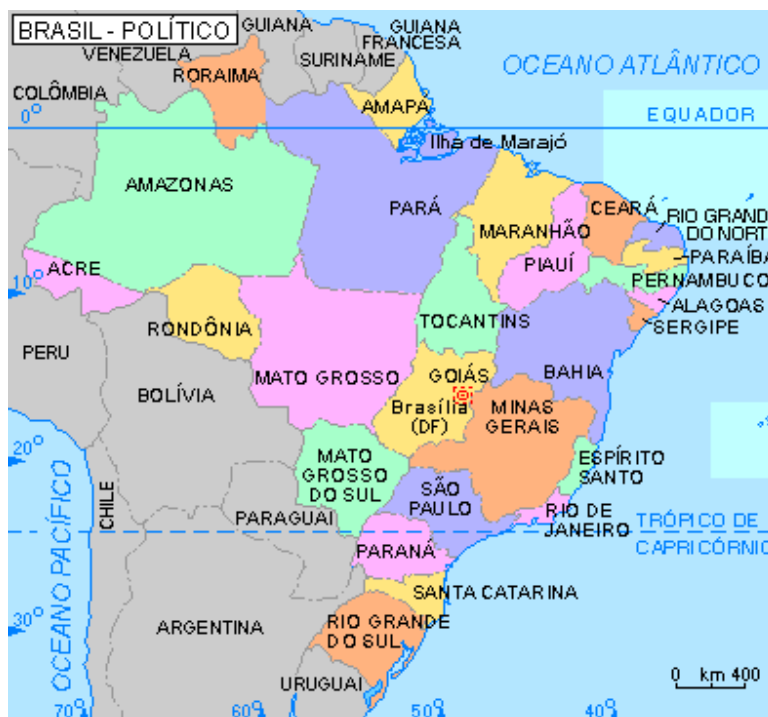 BRASIL - POLÍTICO
GUIANA
GUIANA
FRANCESA
SURINAME
VENEZUELA
COLÔMBIA
RORAIMA
OCEANO ATLÂNTICO
AMAPÁ
0°
EQUADOR
Ilha de Marajó
AMAZONAS
PARÁ
CEARÁ
RIO GRANDE
DO NORT
MARANHÃO
PIAUÍ
PARAÍBA
ACRE
10°
PERNAMBUCO
ALAGOAS
SERGIPE
TOCANTINS
RONDÔNIA
PERU
MATO GROSSO
GOIÁS
BAHIA
BOLÍVIA
Brasília
(DF)
MINAS
GERAIS
20°
MATO
GROSSO
DO SUL
ESPÍRITO
SANTO
SÃO
PAULO
CHILE
PARAGUAI
RIO DE
JANEIRO
TRÓPICO DE
CAPRICÓRNIO
PARANÁ
OCEANO PACÍFICO
SANTA CATARINA
30°
ARGENTINA
RIO GRANDE
DO SUL
URUGUAI
0 km 400
70°
60°
50°
40°